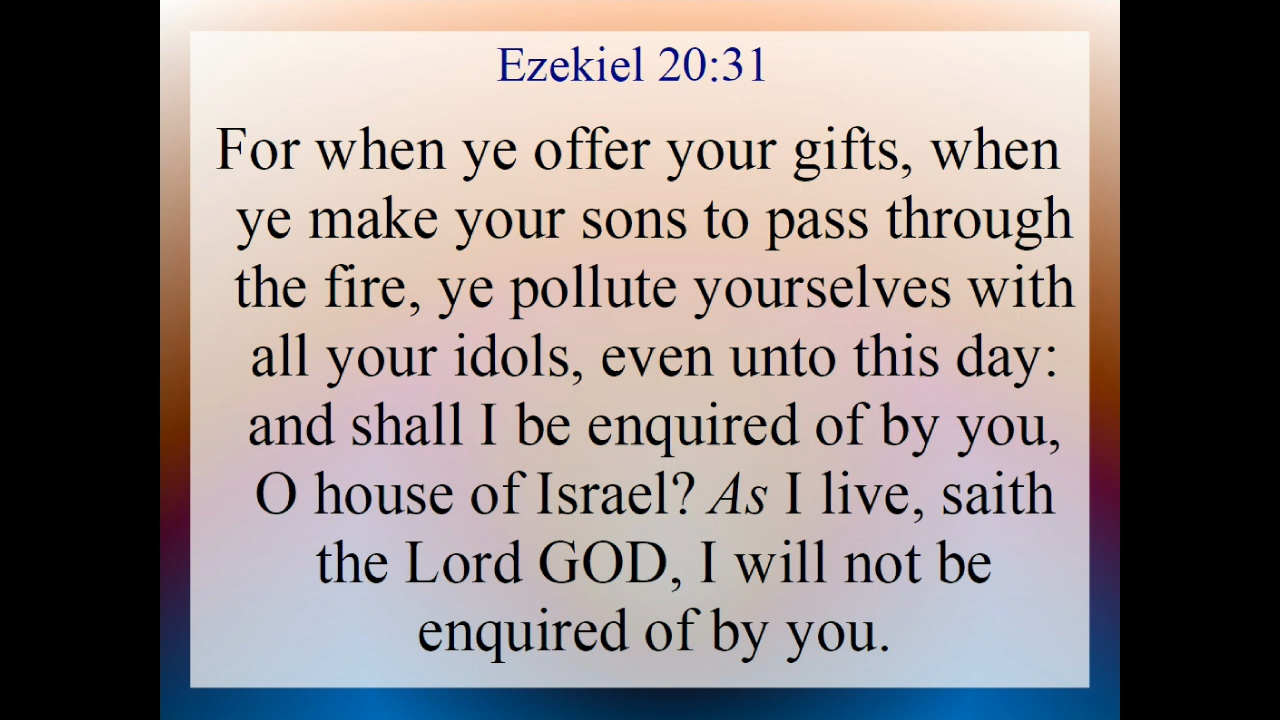 Ezekiel 20:31
For when ye offer your gifts, when
ye make your sons to pass through
the fire, ye pollute yourselves with
all your idols, even unto this day:
and shall I be enquired of by you,
O house of Israel? As I live, saith
the Lord GOD, I will not be
enquired of by you.